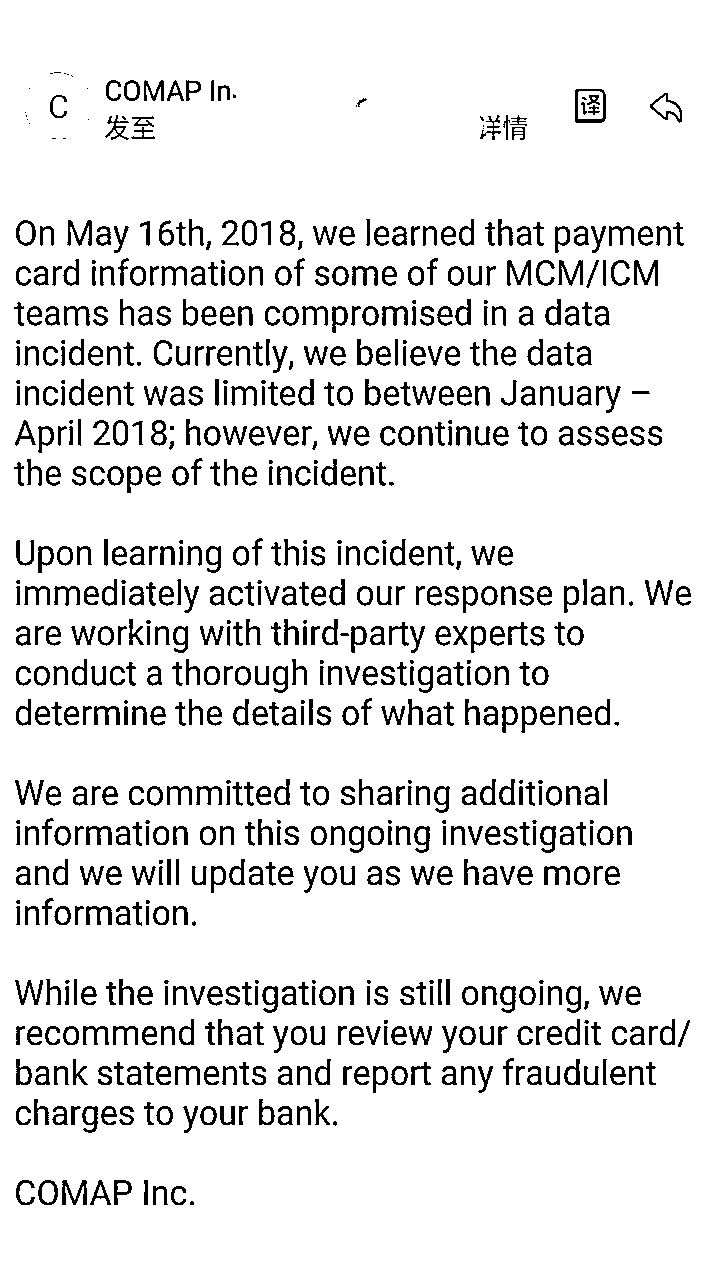 C
COMAP In.
发至
详情
译
On May 16th, 2018, we learned that payment
card information of some of our MCM/ICM
teams has been compromised in a data
incident. Currently, we believe the data
incident was limited to between January –
April 2018; however, we continue to assess
the scope of the incident.
Upon learning of this incident, we
immediately activated our response plan. We
are working with third-party experts to
conduct a thorough investigation to
determine the details of what happened.
We are committed to sharing additional
information on this ongoing investigation
and we will update you as we have more
information.
While the investigation is still ongoing, we
recommend that you review your credit card/
bank statements and report any fraudulent
charges to your bank.
COMAP Inc.